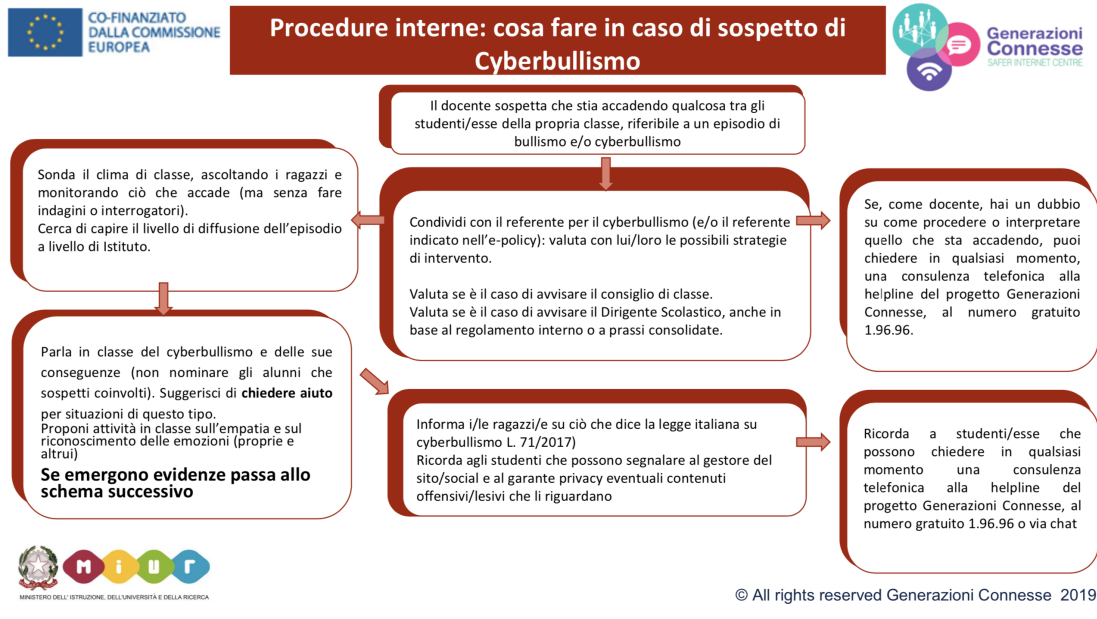 CO-FINANZIATO
DALLA COMMISSIONE
EUROPEA
Procedure interne: cosa fare in caso di sospetto di
Cyberbullismo
Generazioni
Connesse
SAFER INTERNET CENTRE
Il docente sospetta che stia accadendo qualcosa tra gli
studenti/esse della propria classe, riferibile a un episodio di
bullismo e/o cyberbullismo
Sonda il clima di classe, ascoltando i ragazzi e
monitorando ciò che accade (ma senza fare
indagini o interrogatori).
Cerca di capire il livello di diffusione dell'episodio
a livello di Istituto.
Condividi con il referente per il cyberbullismo (e/o il referente
indicato nell'e-policy): valuta con lui/loro le possibili strategie
di intervento.
Valuta se è il caso di avvisare il consiglio di classe.
Valuta se è il caso di avvisare il Dirigente Scolastico, anche in
base al regolamento interno o a prassi consolidate.
Se, come docente, hai un dubbio
su come procedere o interpretare
quello che sta accadendo, puoi
chiedere in qualsiasi momento,
una consulenza telefonica alla
helpline del progetto Generazioni
Connesse, al numero gratuito
1.96.96.
Parla in classe del cyberbullismo e delle sue
conseguenze (non nominare gli alunni che
sospetti coinvolti). Suggerisci di chiedere aiuto
per situazioni di questo tipo.
Proponi attività in classe sull'empatia e sul
riconoscimento delle emozioni (proprie e
altrui)
Se emergono evidenze passa allo
schema successivo
Informa i/le ragazzi/e su ciò che dice la legge italiana su
cyberbullismo L. 71/2017)
Ricorda agli studenti che possono segnalare al gestore del
sito/social e al garante privacy eventuali contenuti
offensivi/lesivi che li riguardano
Ricorda a studenti/esse che
possono chiedere in qualsiasi
momento una consulenza
telefonica alla helpline del
progetto Generazioni Connesse, al
numero gratuito 1.96.96 o via chat
miur
MINISTERO DELL' ISTRUZIONE, DELL'UNIVERSITÀ E DELLA RICERCA
© All rights reserved Generazioni Connesse 2019